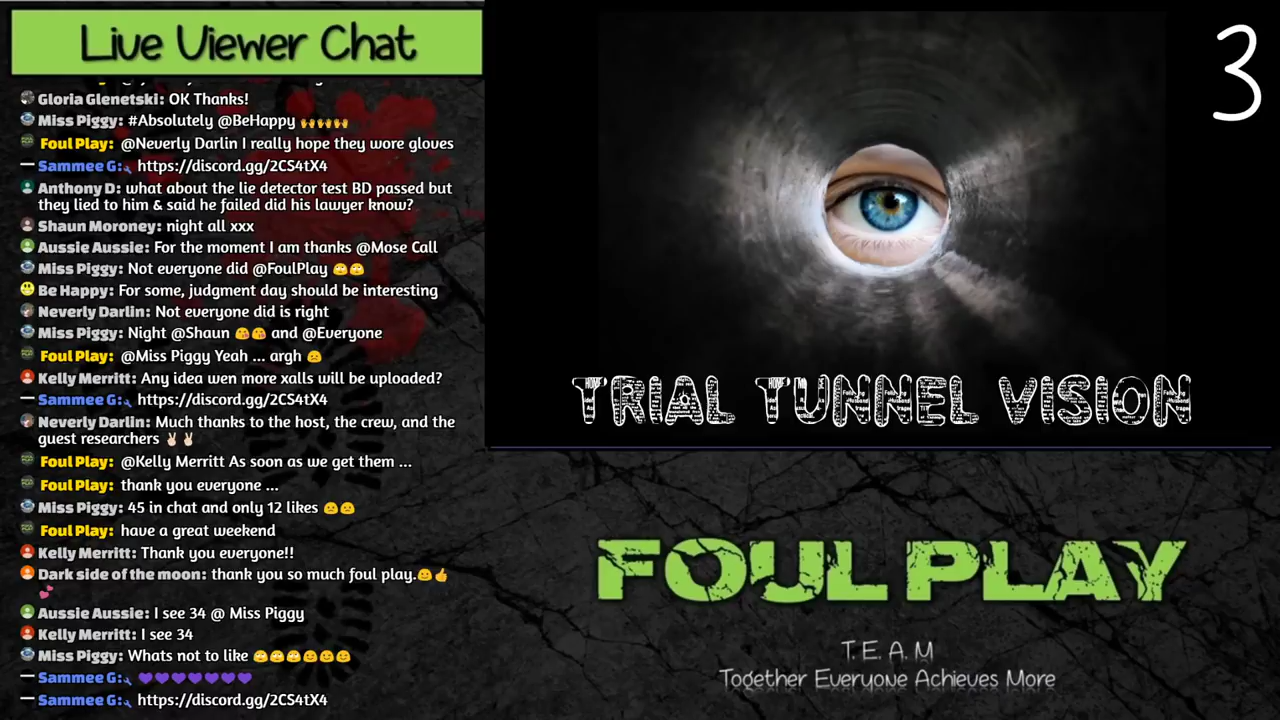 Live Viewer Chat
Gloria Glenetski: OK Thanks!
Miss Piggy: #Absolutely @BeHappy 🙌🙌🙌
Foul Play: @Neverly Darlin I really hope they wore gloves
Sammee G: https://discord.gg/2CS4tX4
Anthony D: what about the lie detector test BD passed but
they lied to him & said he failed did his lawyer know?
Shaun Moroney: night all xxx
Aussie Aussie: For the moment I am thanks @Mose Call
Miss Piggy: Not everyone did @FoulPlay 🙄🙄
Be Happy: For some, judgment day should be interesting
Neverly Darlin: Not everyone did is right
Miss Piggy: Night @Shaun 😘😘 and @Everyone
Foul Play: @Miss Piggy Yeah ... argh ☹️
Kelly Merritt: Any idea wen more xalls will be uploaded?
Sammee G: https://discord.gg/2CS4tX4
Neverly Darlin: Much thanks to the host, the crew, and the
guest researchers ✌🏻✌🏻
Foul Play: @Kelly Merritt As soon as we get them ...
Foul Play: thank you everyone ...
Miss Piggy: 45 in chat and only 12 likes ☹️☹️
Foul Play: have a great weekend
Kelly Merritt: Thank you everyone!!
Dark side of the moon: thank you so much foul play.🤗👍
💕
Aussie Aussie: I see 34 @ Miss Piggy
Kelly Merritt: I see 34
Miss Piggy: Whats not to like 🙄🙄🙄😊😊😊
Sammee G: 💜💜💜💜💜💜💜
Sammee G: https://discord.gg/2CS4tX4
3
TRIAL TUNNEL VISION
FOUL PLAY
T. E. A. M
Together Everyone Achieves More